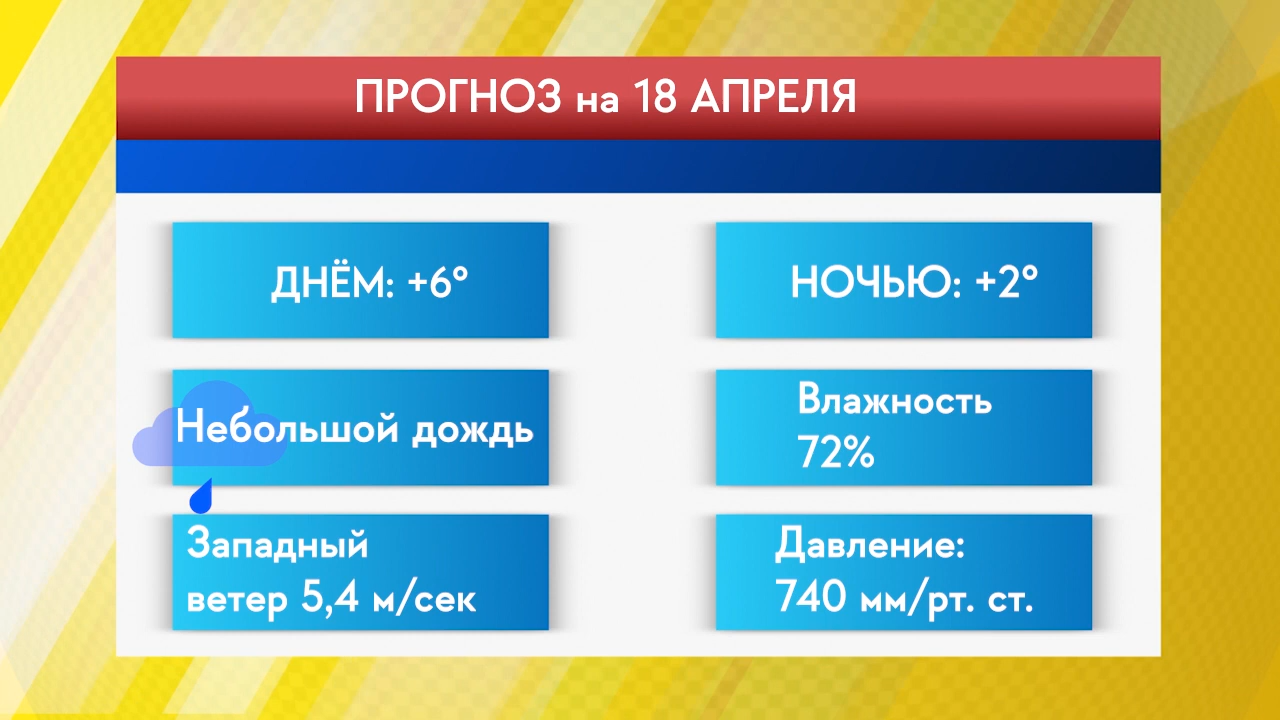 ПРОГНОЗ на 18 АПРЕЛЯ
ДНЁМ: +6°
НОЧЬЮ: +2°
Небольшой дождь
Влажность
72%
Западный
ветер 5,4 м/сек
Давление:
740 мм/рт. ст.